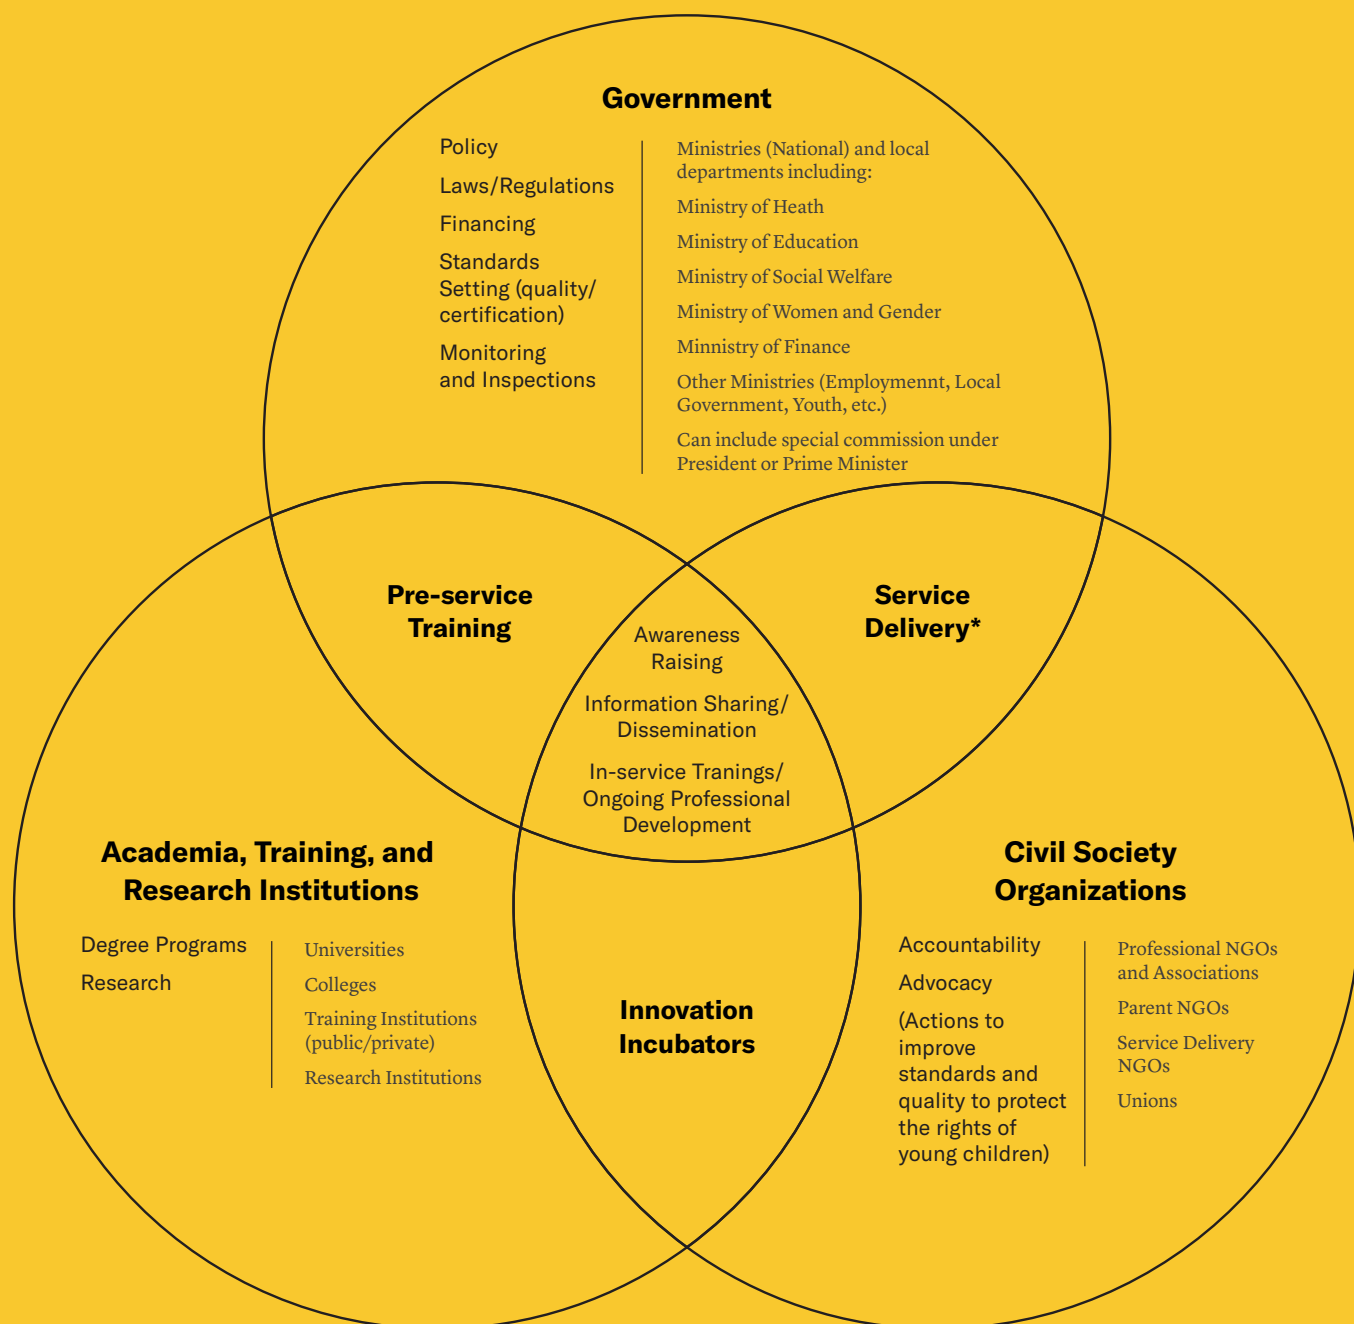 Government
Policy
Laws/Regulations
Financing
Standards
Setting (quality/
certification)
Monitoring
and Inspections
Ministries (National) and local
departments including:
Ministry of Heath
Ministry of Education
Ministry of Social Welfare
Ministry of Women and Gender
Minnistry of Finance
Other Ministries (Employmennt, Local
Government, Youth, etc.)
Can include special commission under
President or Prime Minister
Pre-service
Training
Service
Delivery*
Awareness
Raising
Information Sharing/
Dissemination
In-service Tranings/
Ongoing Professional
Development
Academia, Training, and
Research Institutions
Degree Programs
Research
Universities
Colleges
Training Institutions
(public/private)
Research Institutions
Innovation
Incubators
Civil Society
Organizations
Accountability
Advocacy
(Actions to
improve
standards and
quality to protect
the rights of
young children)
Professional NGOs
and Associations
Parent NGOs
Service Delivery
NGOs
Unions